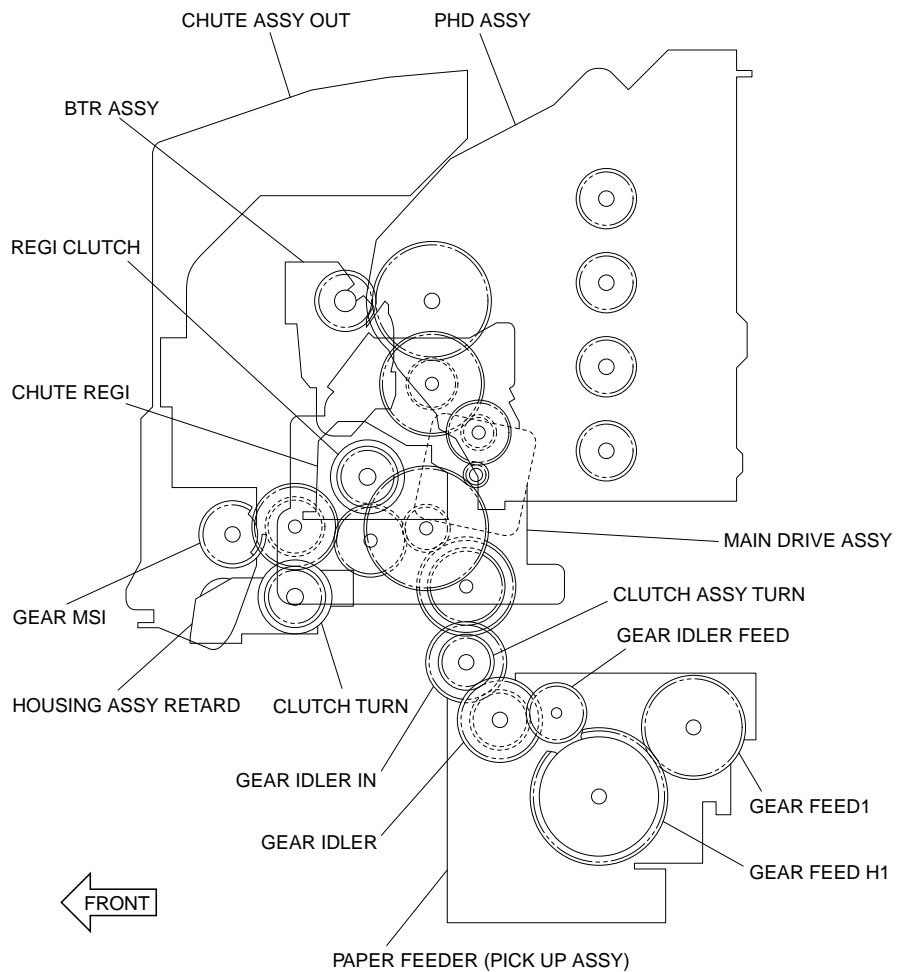 CHUTE ASSY OUT
PHD ASSY
BTR ASSY
REGI CLUTCH
CHUTE REGI
MAIN DRIVE ASSY
CLUTCH ASSY TURN
GEAR MSI
GEAR IDLER FEED
HOUSING ASSY RETARD
CLUTCH TURN
GEAR IDLER IN
GEAR FEED1
GEAR IDLER
GEAR FEED H1
FRONT
PAPER FEEDER (PICK UP ASSY)